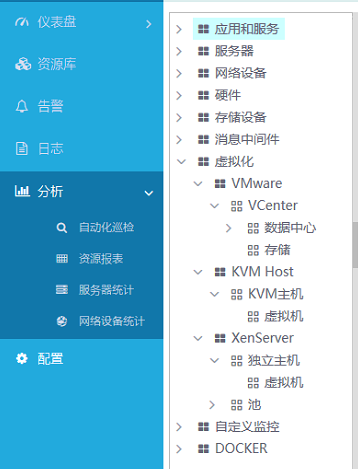 仪表盘
资源库
告警
日志
分析
自动化巡检
资源报表
服务器统计
网络设备统计
配置
应用和服务
服务器
网络设备
硬件
存储设备
消息中间件
虚拟化
VMware
VCenter
数据中心
存储
KVM Host
KVM主机
虚拟机
XenServer
独立主机
虚拟机
池
自定义监控
DOCKER